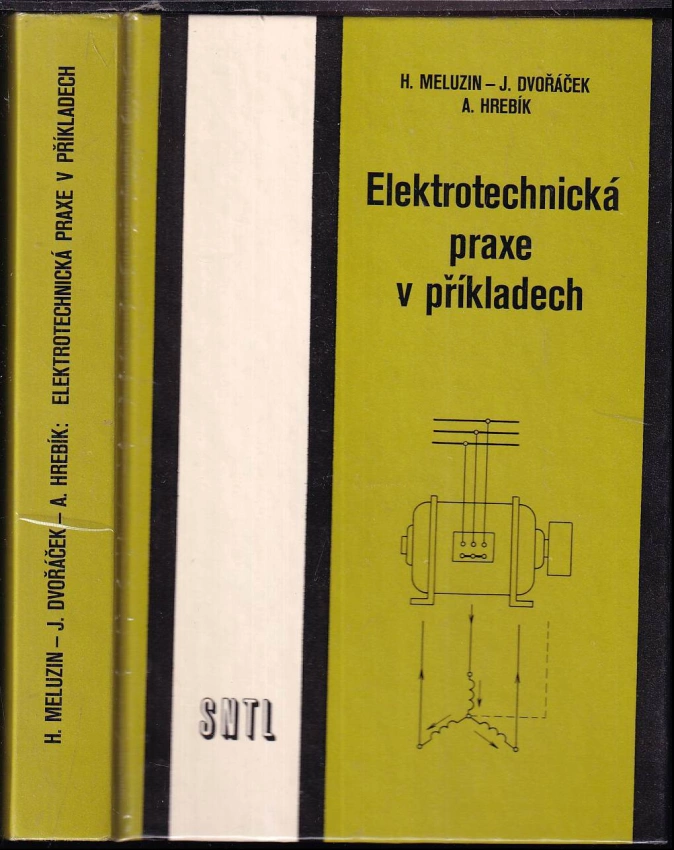 H. MELUZIN – J. DVOŘÁČEK – A. HREBÍK: ELEKTROTECHNICKÁ PRAXE V PŘÍKLADECH
SNTL
H. MELUZIN – J. DVOŘÁČEK
A. HREBÍK
Elektrotechnická
praxe
v příkladech